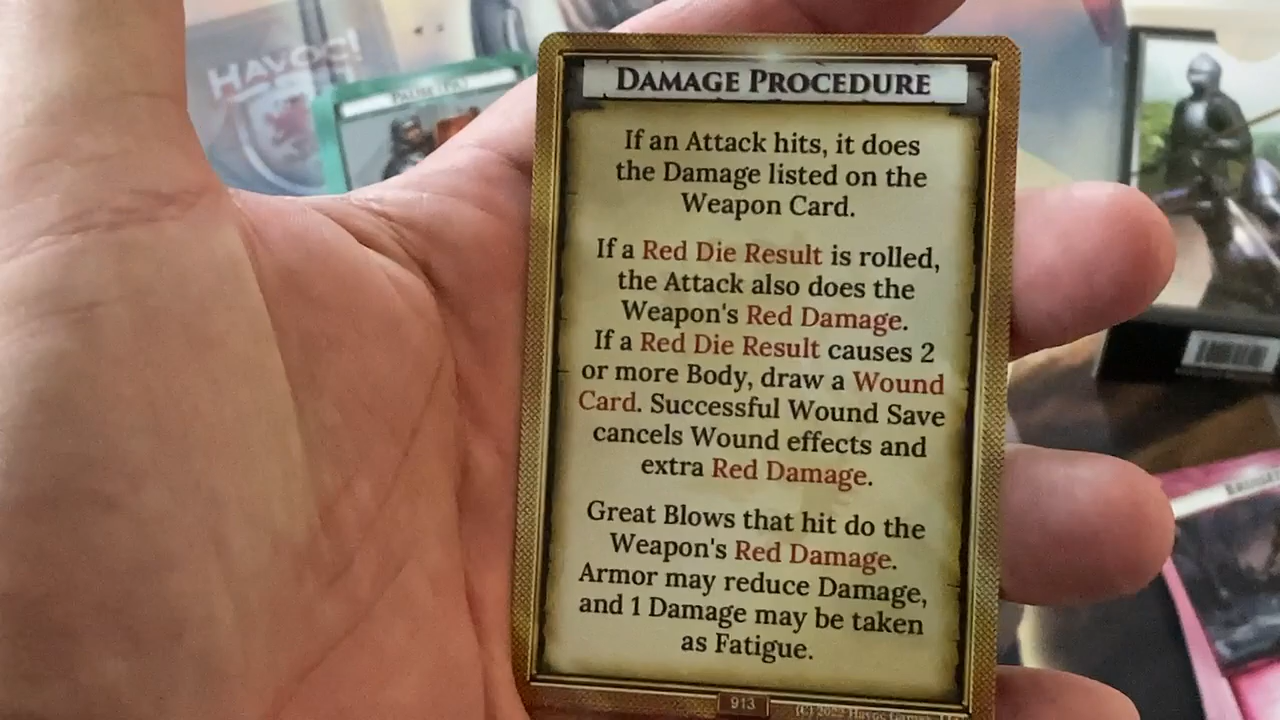 HAVOC!
DAMAGE PROCEDURE
If an Attack hits, it does
the Damage listed on the
Weapon Card.
If a Red Die Result is rolled,
the Attack also does the
Weapon's Red Damage.
If a Red Die Result causes 2
or more Body, draw a Wound
Card. Successful Wound Save
cancels Wound effects and
extra Red Damage.
Great Blows that hit do the
Weapon's Red Damage.
Armor may reduce Damage,
and 1 Damage may be taken
as Fatigue.
913